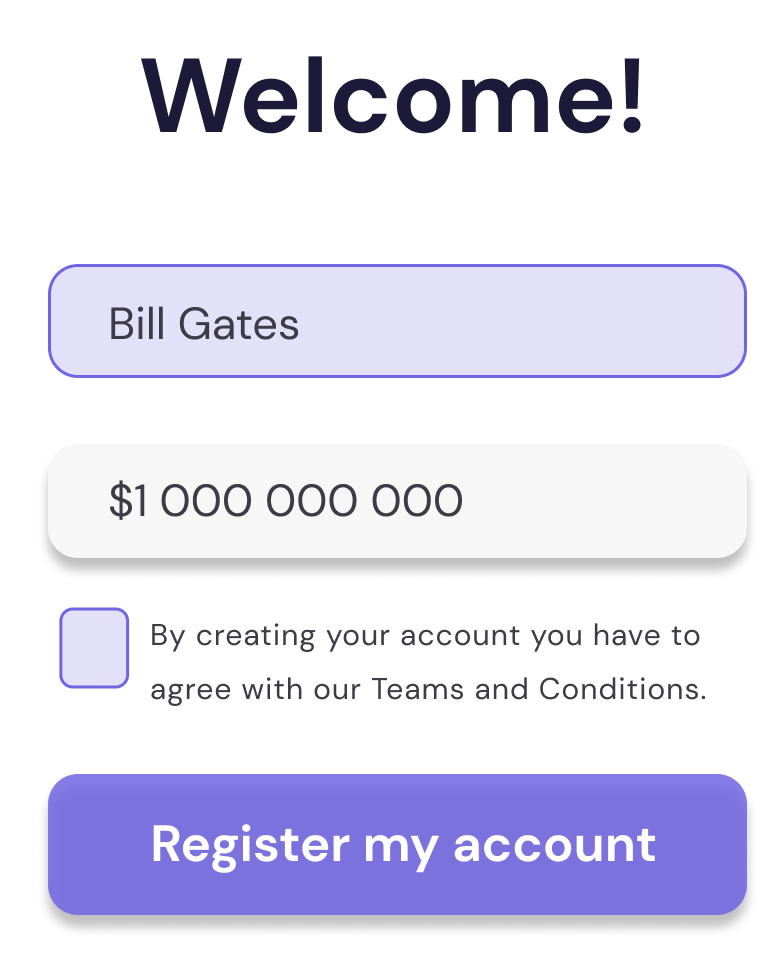 Welcome!
Bill Gates
$1 000 000 000
By creating your account you have to
agree with our Teams and Conditions.
Register my account